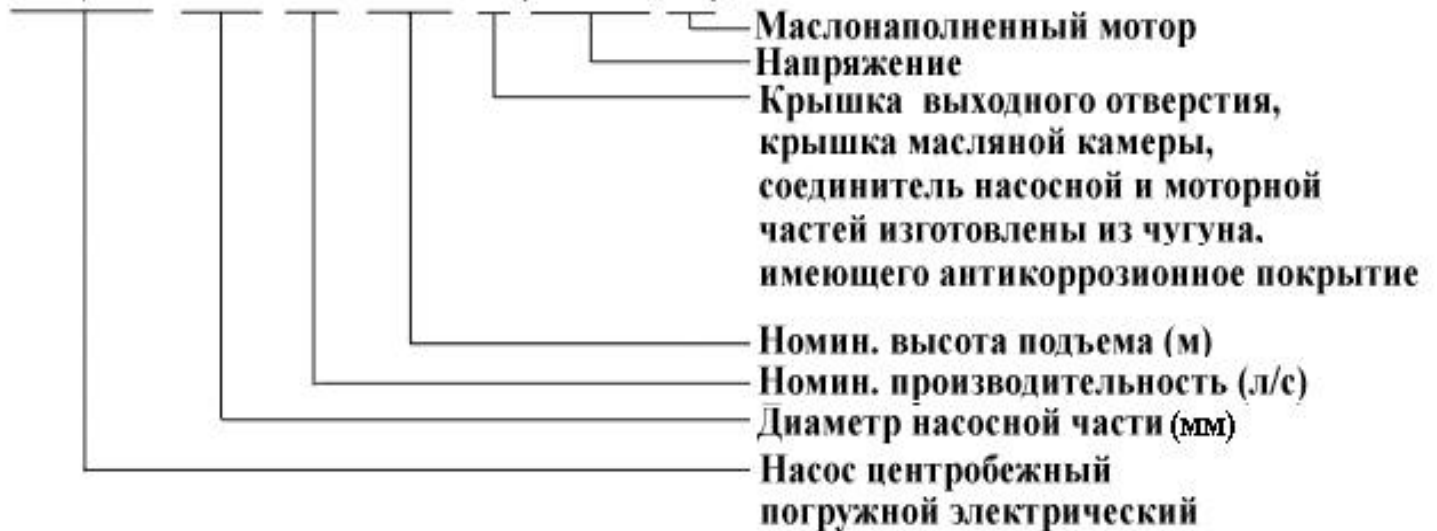 Маслонаполненный мотор
Напряжение
Крышка выходного отверстия,
крышка масляной камеры,
соединитель насосной и моторной
частей изготовлены из чугуна,
имеющего антикоррозионное покрытие
Номин. высота подъема (м)
Номин. производительность (л/с)
Диаметр насосной части (мм)
Насос центробежный
погружной электрический